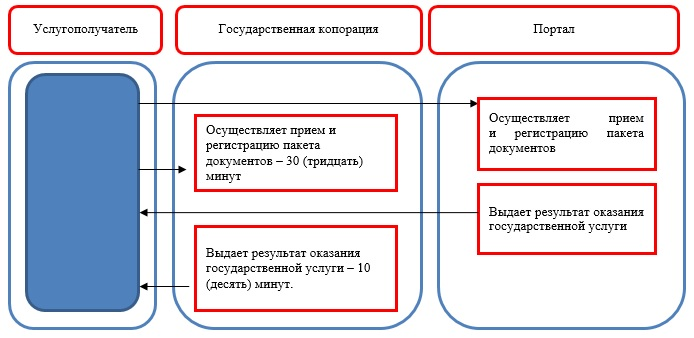 Услугополучатель
Государственная копорация
Портал
Осуществляет прием
и регистрацию пакета
документов
Осуществляет прием и
регистрацию пакета
документов – 30 (тридцать)
минут
Выдает результат оказания
государственной услуги
Выдает результат оказания
государственной услуги – 10
(десять) минут.